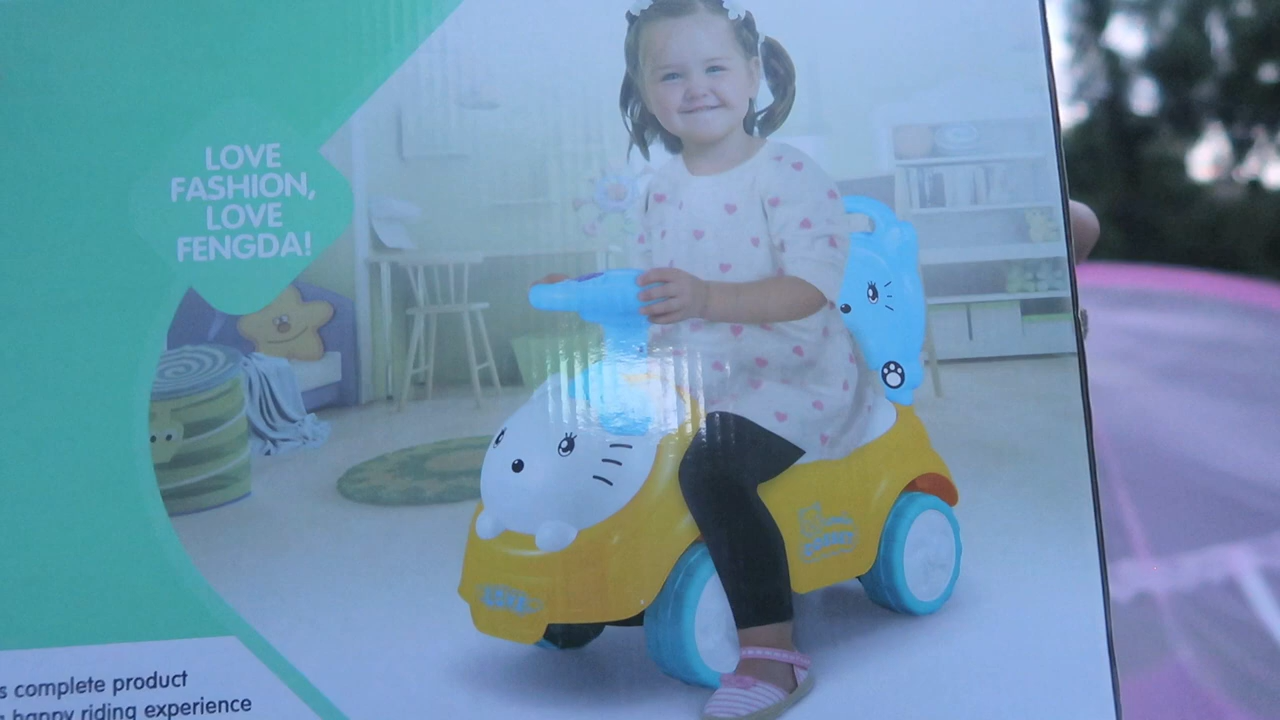 LOVE
FASHION,
LOVE
FENGDA!
s complete product
happy riding experience